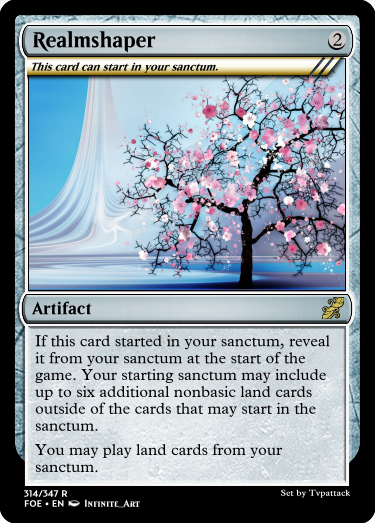 Realmshaper 2
This card can start in your sanctum.
Artifact
If this card started in your sanctum, reveal
it from your sanctum at the start of the
game. Your starting sanctum may include
up to six additional nonbasic land cards
outside of the cards that may start in the
sanctum.
You may play land cards from your
sanctum.
314/347 R
FOE • EN Infinite_Art
Set by Tvpattack